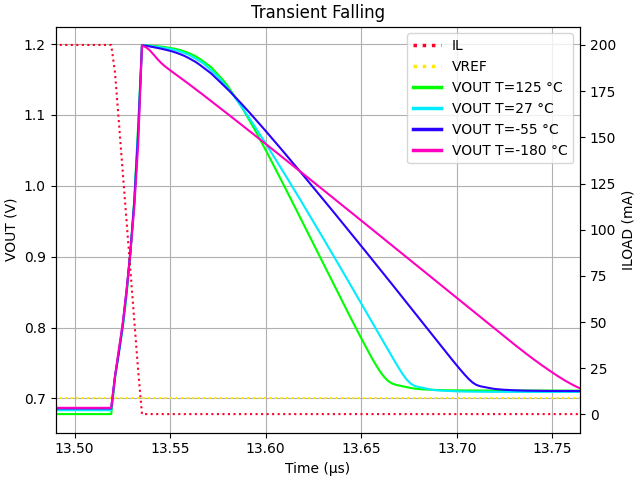 Transient Falling
IL
VREF
VOUT T=125 °C
VOUT T=27 °C
VOUT T=-55 °C
VOUT T=-180 °C
1.2
1.1
1.0
0.9
0.8
0.7
VOUT (V)
200
175
150
125
100
75
50
25
0
ILOAD (mA)
13.50 13.55 13.60 13.65 13.70 13.75
Time (μs)